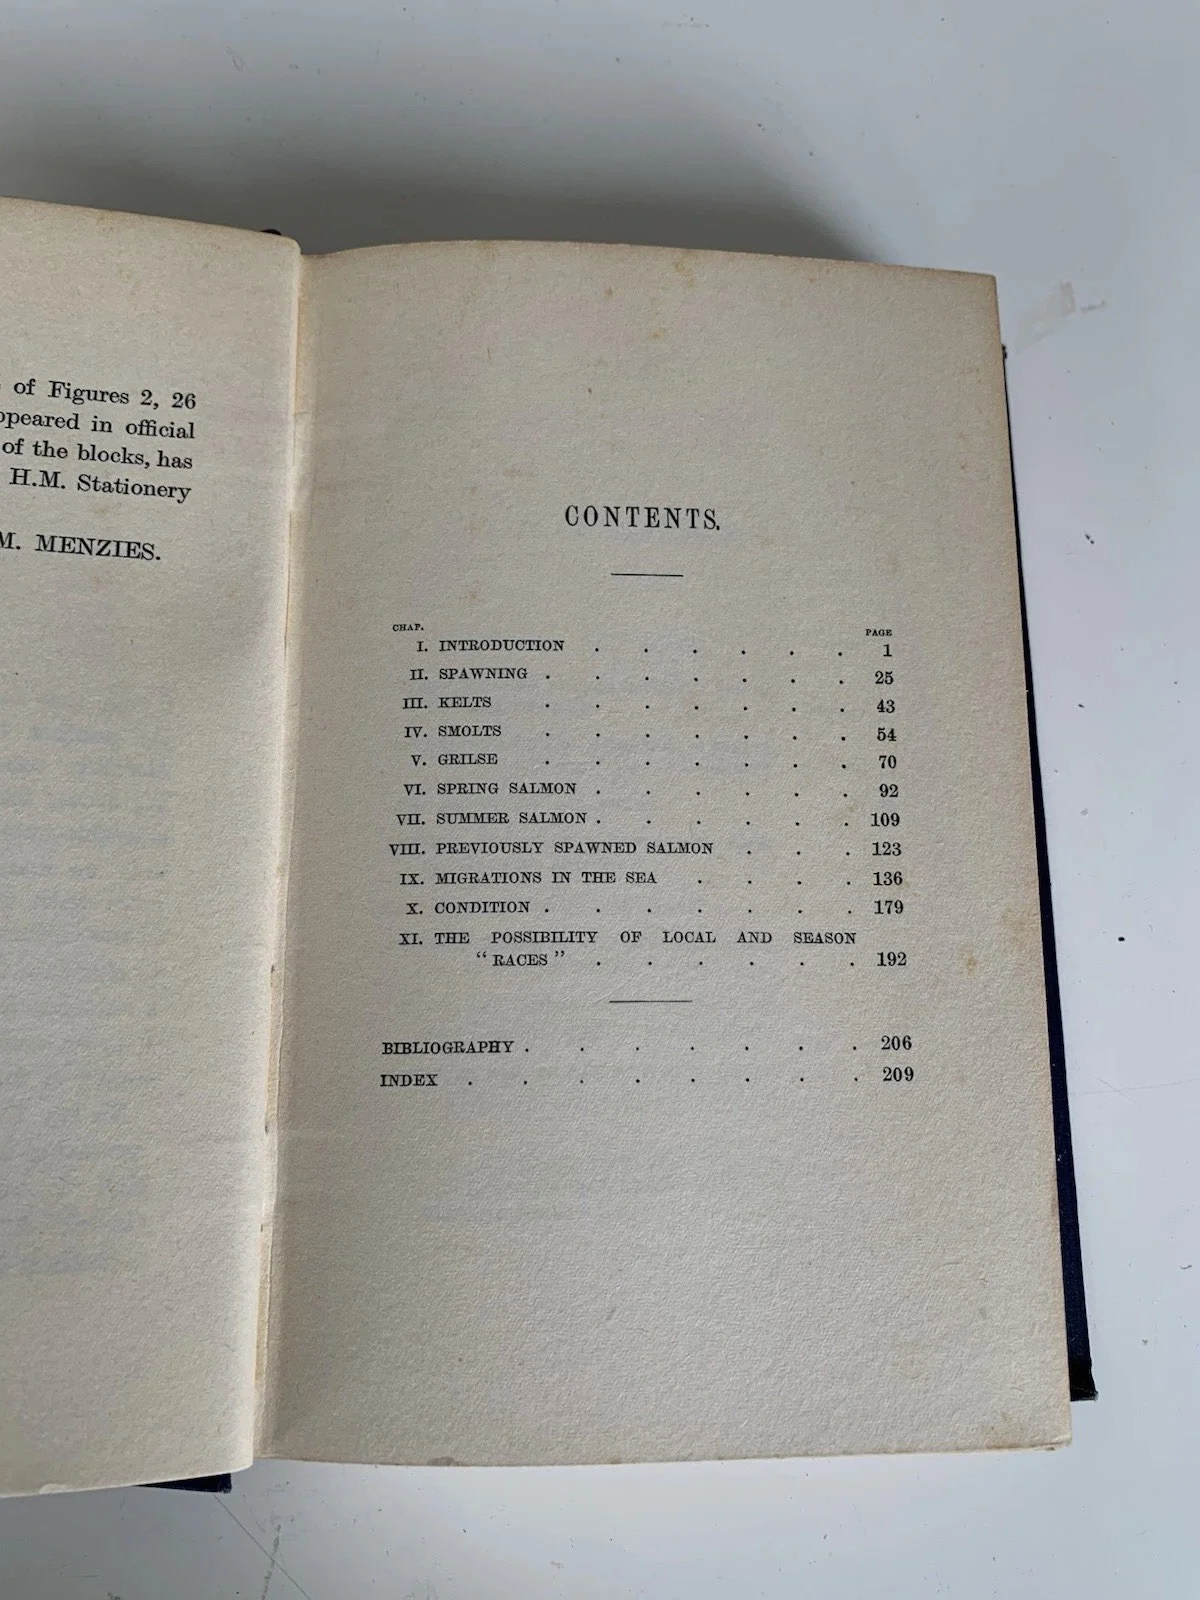 of Figures 2, 26
appeared in official
of the blocks, has
H.M. Stationery
M. MENZIES.
CONTENTS.
CHAP. PAGE
I. INTRODUCTION . . . . . . 1
II. SPAWNING . . . . . . . 25
III. KELTS . . . . . . . 43
IV. SMOLTS . . . . . . . 54
V. GRILSE . . . . . . . 70
VI. SPRING SALMON . . . . . . 92
VII. SUMMER SALMON . . . . . . 109
VIII. PREVIOUSLY SPAWNED SALMON . . . 123
IX. MIGRATIONS IN THE SEA . . . . 136
X. CONDITION . . . . . . . 179
XI. THE POSSIBILITY OF LOCAL AND SEASON
"RACES" . . . . . . 192
BIBLIOGRAPHY . . . . . . . 206
INDEX . . . . . . . . 209